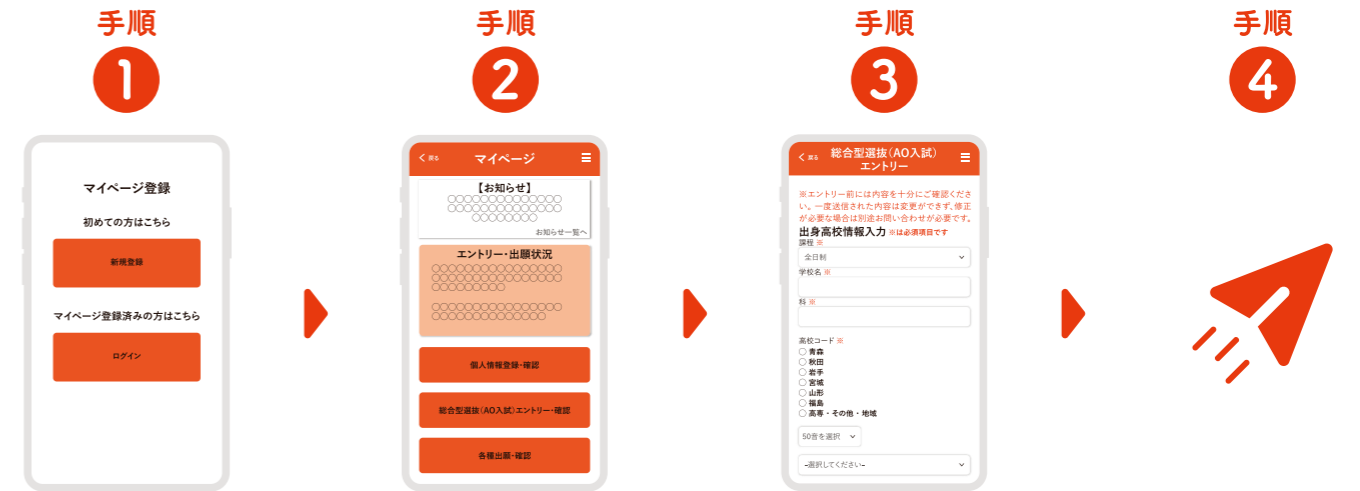 手順
1
マイページ登録
初めての方はこちら
新規登録
マイページ登録済みの方はこちら
ログイン
手順
2
戻る
マイページ
【お知らせ】
○○○○○○○○○○○○○○
○○○○○○○○○○○○○○
○○○○○○○○
お知らせ一覧へ
エントリー・出願状況
○○○○○○○○○○○○○○○○
○○○○○○○○○○○○○○○○
○○○○○○○○○
○○○○○○○○○○○○○○○○
○○○○○○○○○○○○○○
個人情報登録・確認
総合型選抜（AO入試）エントリー・確認
各種出願・確認
手順
3
戻る
総合型選抜（AO入試）
エントリー
※エントリー前には内容を十分にご確認くださ
い。一度送信された内容は変更ができず、修正
が必要な場合は別途お問い合わせが必要です。
出身高校情報入力 ※は必須項目です
課程 ※
全日制
学校名 ※
科 ※
高校コード ※
青森
秋田
岩手
宮城
山形
福島
高専・その他・地域
50音を選択
-選択してください-
手順
4